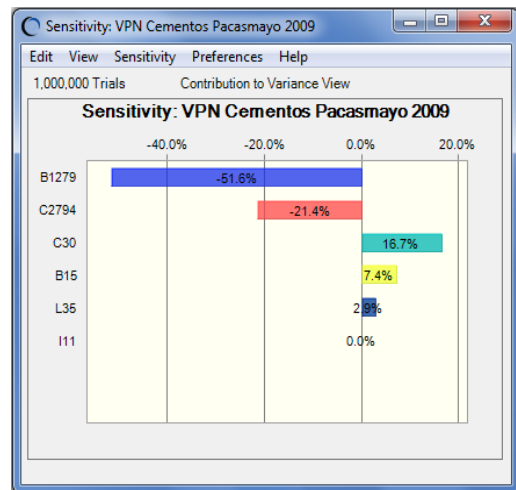 Sensitivity: VPN Cementos Pacasmayo 2009
Edit View Sensitivity Preferences Help
1,000,000 Trials Contribution to Variance View
Sensitivity: VPN Cementos Pacasmayo 2009
-40.0% -20.0% 0.0% 20.0%
B1279 -51.6%
C2794 -21.4%
C30 16.7%
B15 7.4%
L35 2.9%
I11 0.0%